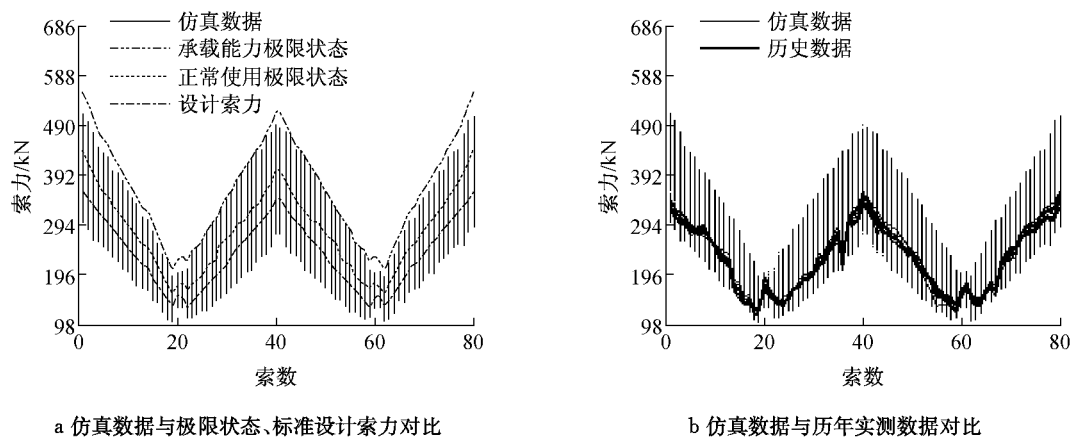 686
588
490
392
294
196
98
索力/kN
仿真数据
承载能力极限状态
正常使用极限状态
设计索力
0
20
40
60
80
索数
a 仿真数据与极限状态、标准设计索力对比
686
588
490
392
294
196
98
索力/kN
仿真数据
历史数据
0
20
40
60
80
索数
b 仿真数据与历年实测数据对比